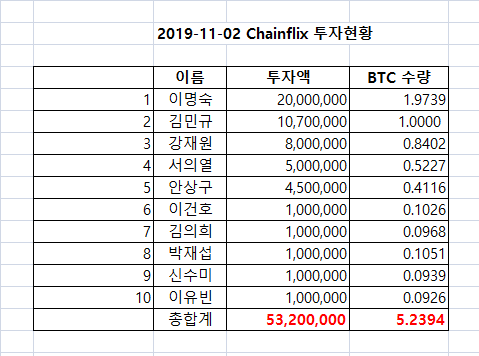 2019-11-02 Chainflix 투자현황
이름 투자액 BTC 수량
1 이명숙 20,000,000 1.9739
2 김민규 10,700,000 1.0000
3 강재원 8,000,000 0.8402
4 서의열 5,000,000 0.5227
5 안상구 4,500,000 0.4116
6 이건호 1,000,000 0.1026
7 김의희 1,000,000 0.0968
8 박재섭 1,000,000 0.1051
9 신수미 1,000,000 0.0939
10 이유빈 1,000,000 0.0926
총합계 53,200,000 5.2394